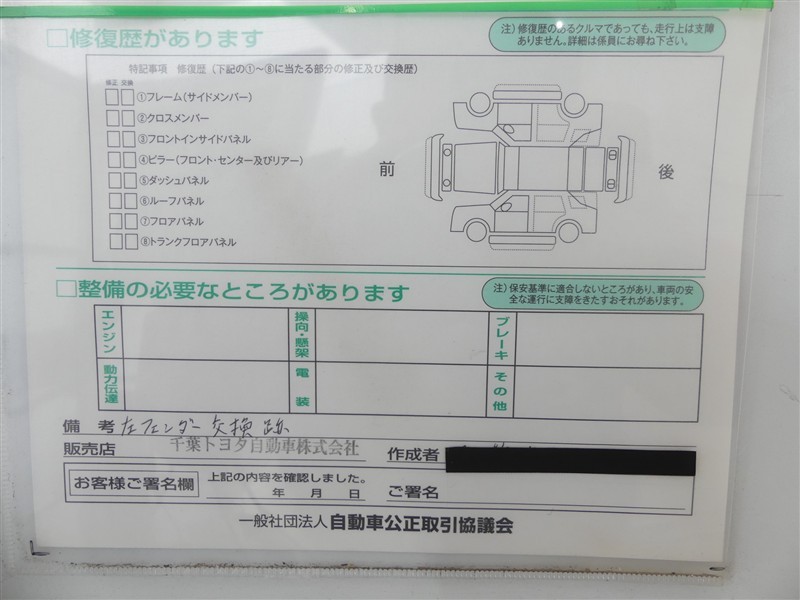 □修復歴があります
注）修復歴のあるクルマであっても、走行上は支障
ありません。詳細は係員にお尋ね下さい。
特記事項　修復歴（下記の①〜⑧に当たる部分の修正及び交換歴）
修正 交換
□□①フレーム（サイドメンバー）
□□②クロスメンバー
□□③フロントインサイドパネル
□□④ピラー（フロント・センター及びリアー）
□□⑤ダッシュパネル
□□⑥ルーフパネル
□□⑦フロアパネル
□□⑧トランクフロアパネル
前
後
□整備の必要なところがあります
注）保安基準に適合しないところがあり、車両の安
全な運行に支障をきたすおそれがあります。
エンジン
操向・懸架
ブレーキ
動力伝達
電装
その他
備考 左フェンダー交換跡
販売店 千葉トヨタ自動車株式会社 作成者
お客様ご署名欄
上記の内容を確認しました。
年　月　日 ご署名
一般社団法人 自動車公正取引協議会